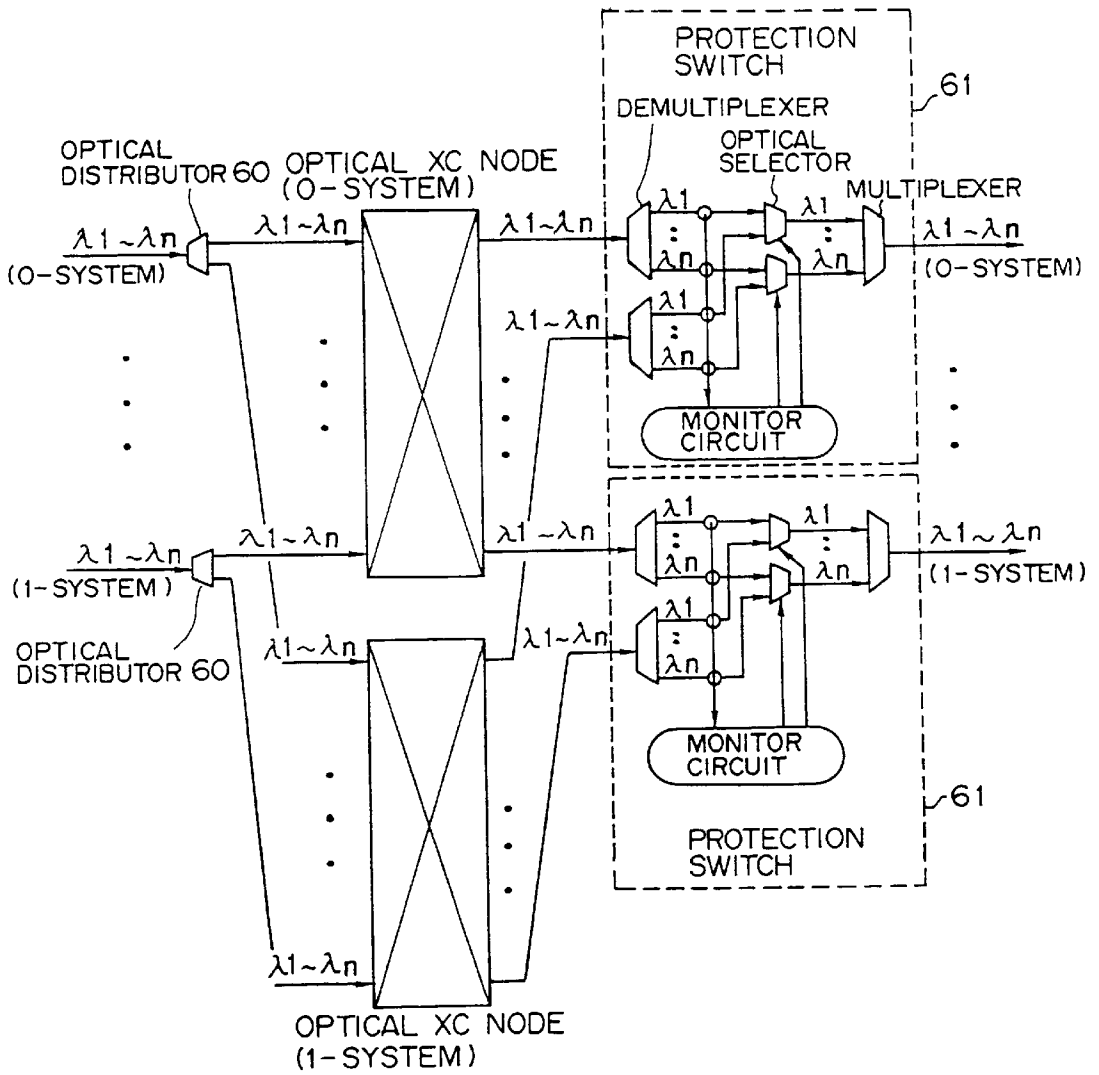 PROTECTION
SWITCH
61
DEMULTIPLEXER
OPTICAL
SELECTOR
MULTIPLEXER
OPTICAL
DISTRIBUTOR 60
OPTICAL XC NODE
(0-SYSTEM)
λ1~λn
(0-SYSTEM)
λ1~λn
λ1~λn
λ1
λn
λ1
λn
λ1~λn
(0-SYSTEM)
λ1~λn
λ1
λn
MONITOR
CIRCUIT
λ1~λn
(1-SYSTEM)
λ1~λn
λ1~λn
λ1
λn
λ1
λn
λ1~λn
(1-SYSTEM)
OPTICAL
DISTRIBUTOR 60
λ1~λn
λ1~λn
λ1
λn
MONITOR
CIRCUIT
61
PROTECTION
SWITCH
λ1~λn
OPTICAL XC NODE
(1-SYSTEM)